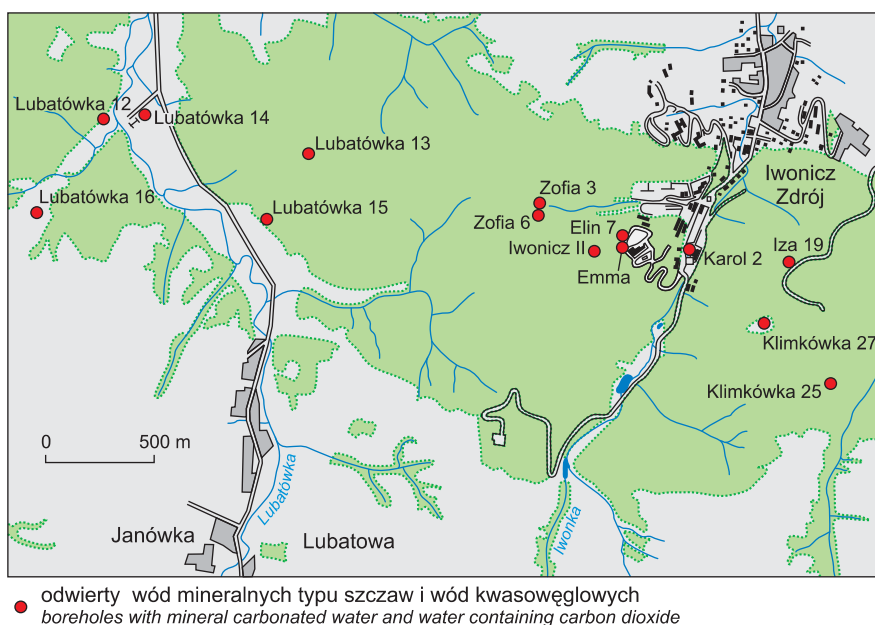 Lubatówka 12
Lubatówka 14
Lubatówka 13
Lubatówka 16
Lubatówka 15
Zofia 3
Zofia 6
Elin 7
Iwonicz II
Emma
Karol 2
Iwonicz
Zdrój
Iza 19
Klimkówka 27
Klimkówka 25
0 500 m
Lubatówka
Iwonka
Janówka
Lubatowa
odwierty wód mineralnych typu szczaw i wód kwasowęglowych
boreholes with mineral carbonated water and water containing carbon dioxide